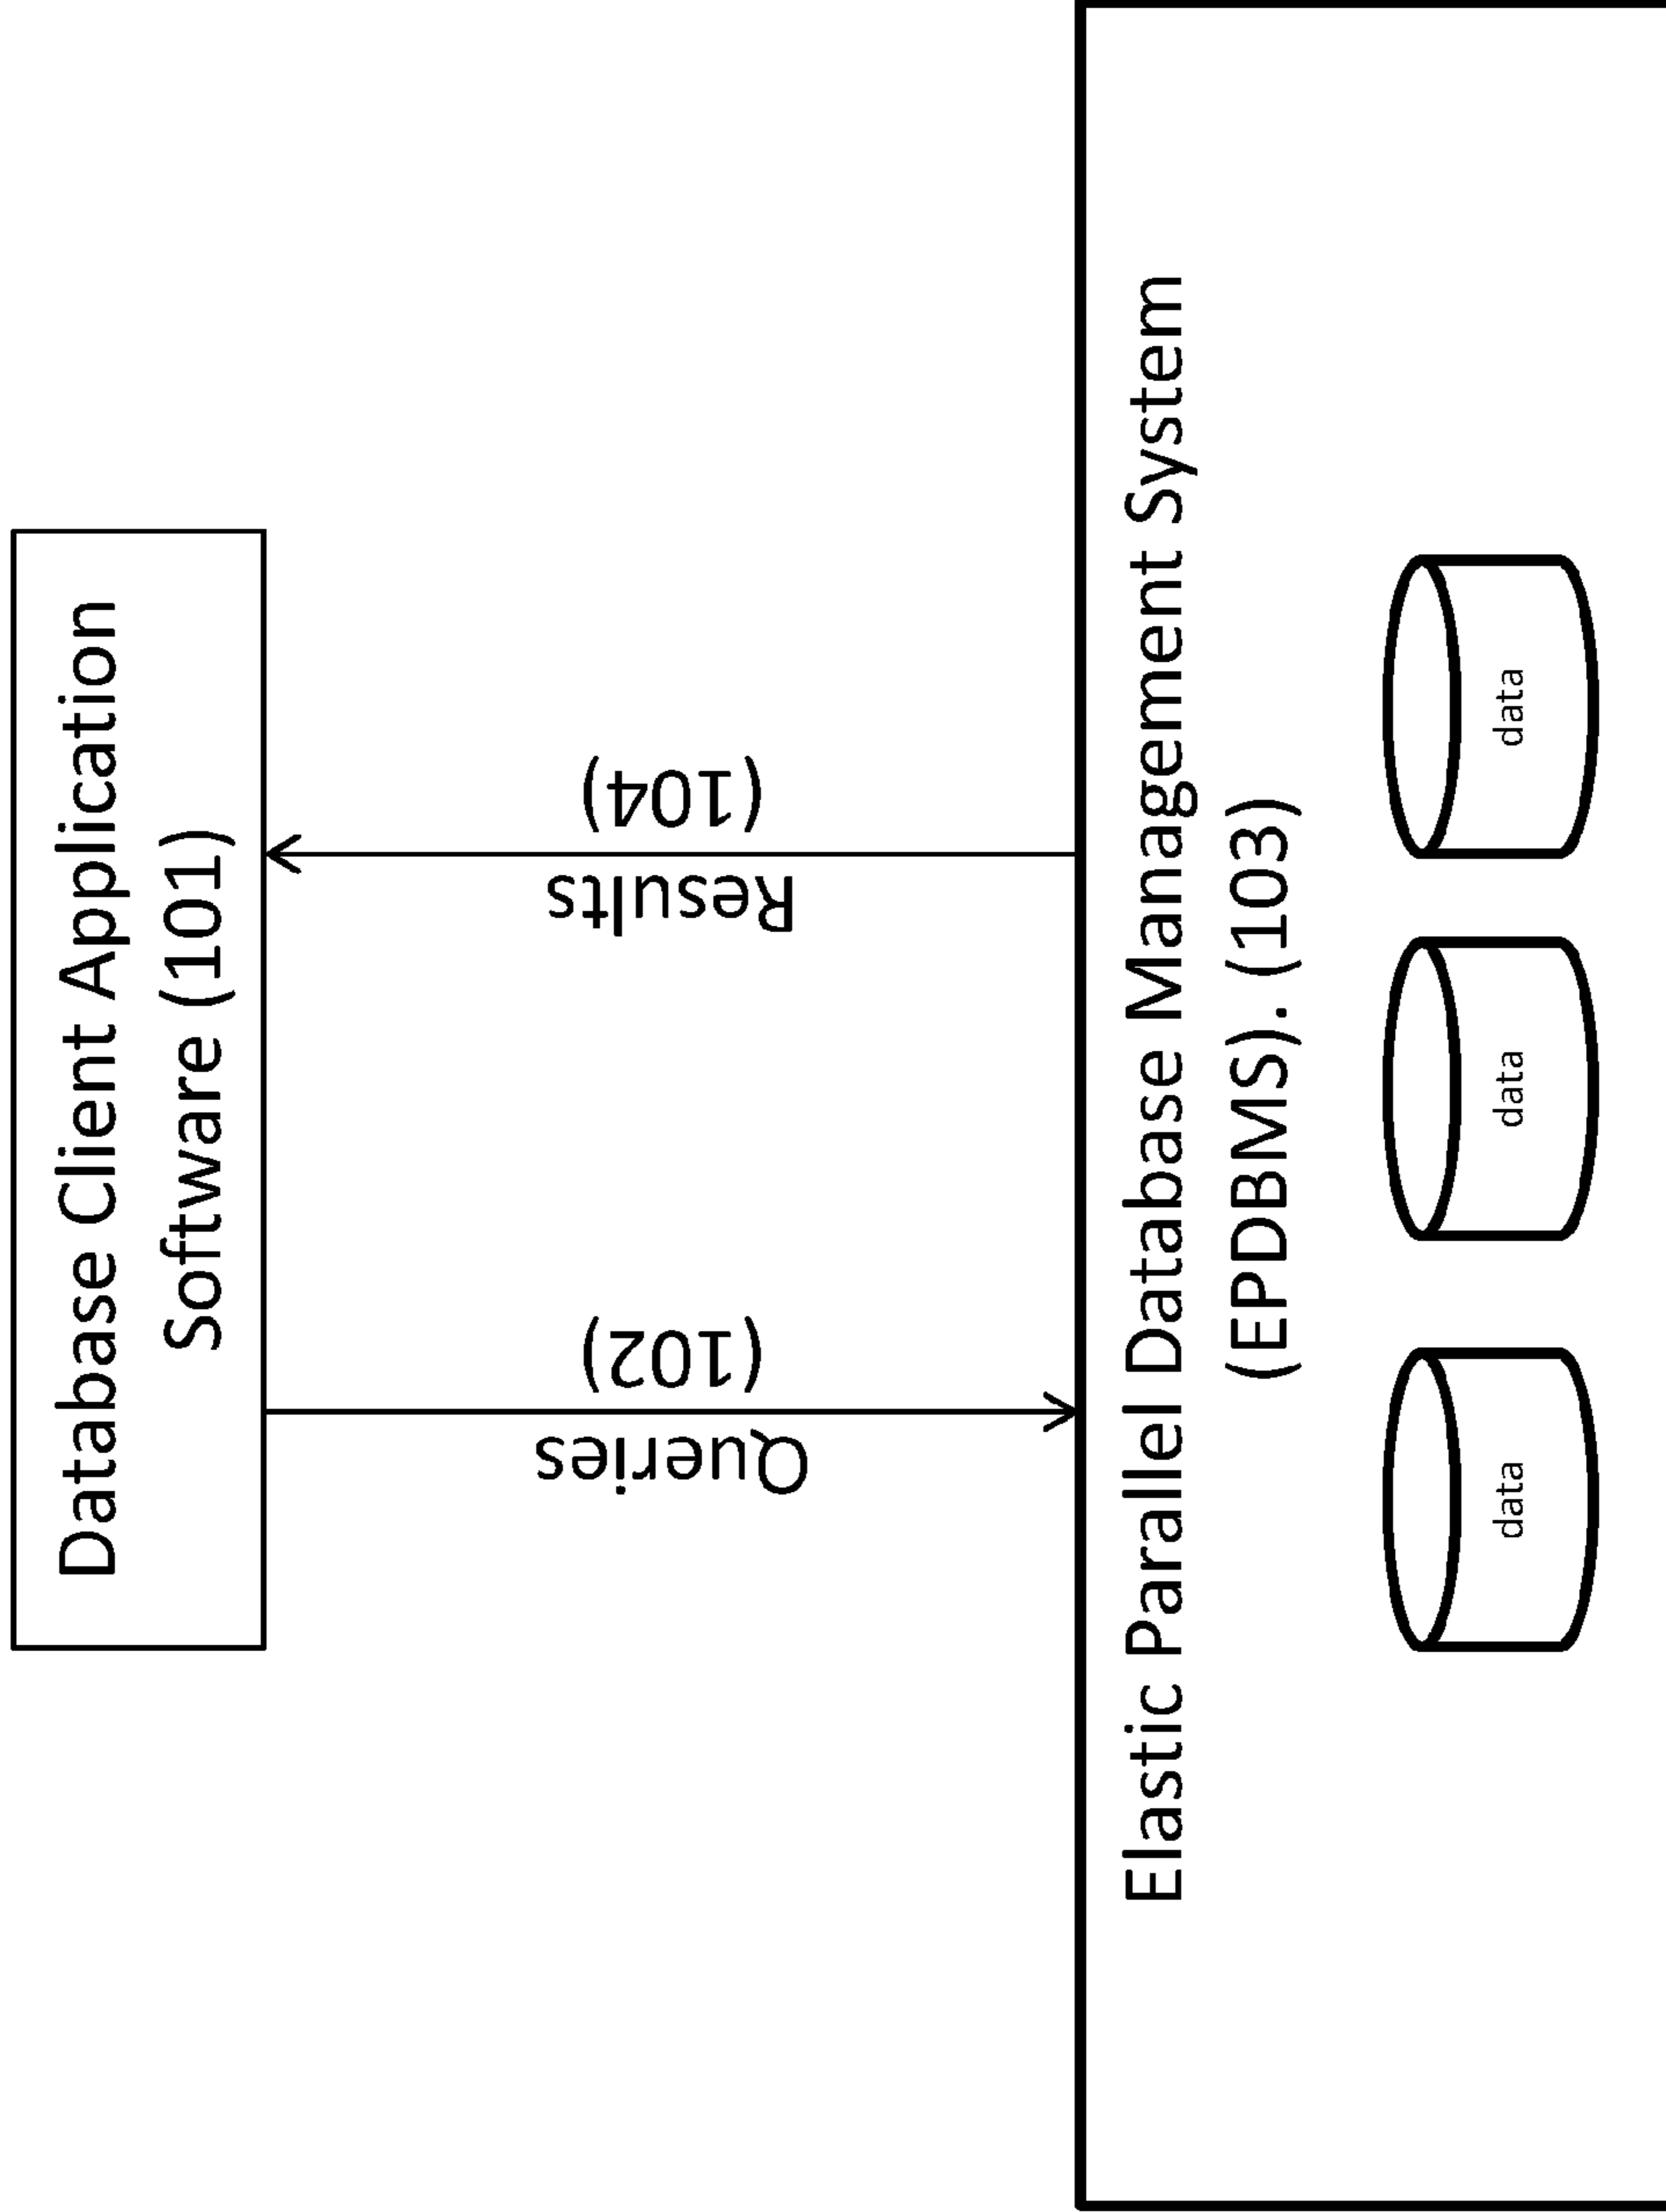 Database Client Application
Software (101)
Queries
(102)
Results
(104)
Elastic Parallel Database Management System
(EPDBMS). (103)
data
data
data